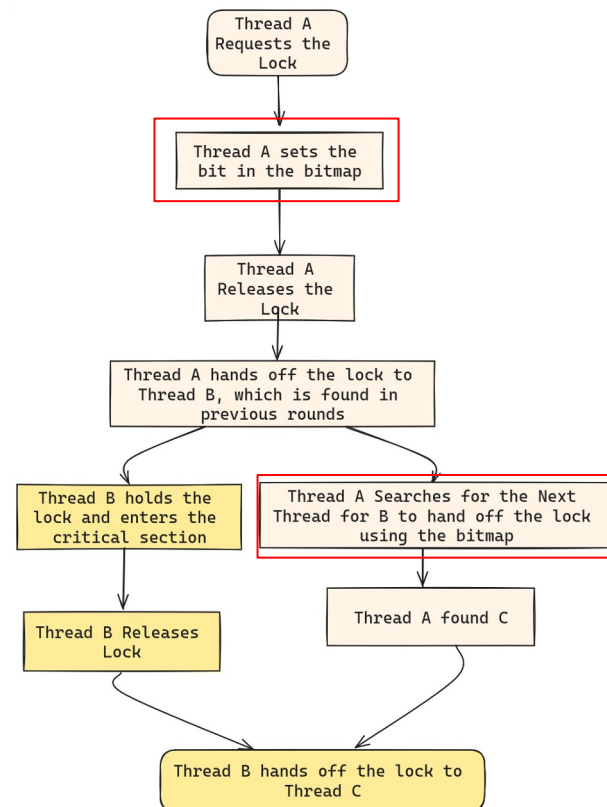 Thread A
Requests the
Lock
Thread A sets the
bit in the bitmap
Thread A
Releases the
Lock
Thread A hands off the lock to
Thread B, which is found in
previous rounds
Thread B holds the
lock and enters the
critical section
Thread A Searches for the Next
Thread for B to hand off the lock
using the bitmap
Thread B Releases
Lock
Thread A found C
Thread B hands off the lock to
Thread C